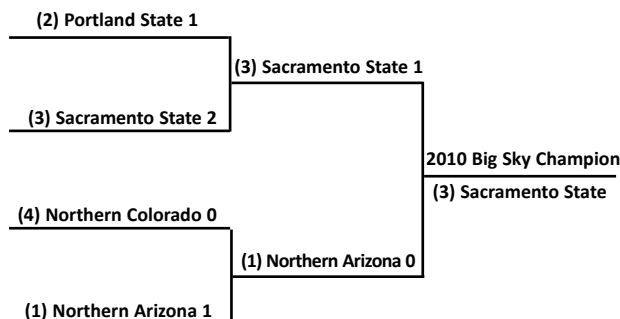 (2) Portland State 1
(3) Sacramento State 1
(3) Sacramento State 2
2010 Big Sky Champion
(3) Sacramento State
(4) Northern Colorado 0
(1) Northern Arizona 0
(1) Northern Arizona 1